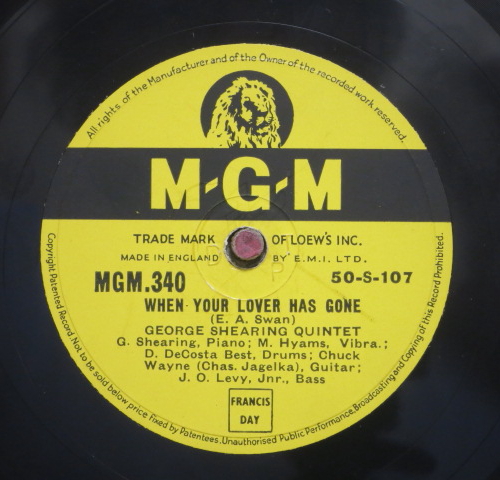 All rights of the Manufacturer and of the Owner of the recorded work reserved.
M-G-M
TRADE MARK OF LOEW'S INC.
MADE IN ENGLAND BY E.M.I. LTD.
MGM.340 50-S-107
WHEN YOUR LOVER HAS GONE
(E. A. Swan)
GEORGE SHEARING QUINTET
G. Shearing, Piano; M. Hyams, Vibra.;
D. DeCosta Best, Drums; Chuck
Wayne (Chas. Jagelka), Guitar;
J. O. Levy, Jnr., Bass
FRANCIS
DAY
Copyright Patented Record Not to be sold below price fixed by Patentees. Unauthorised Public Performance, Broadcasting and Copying of this Record Prohibited.